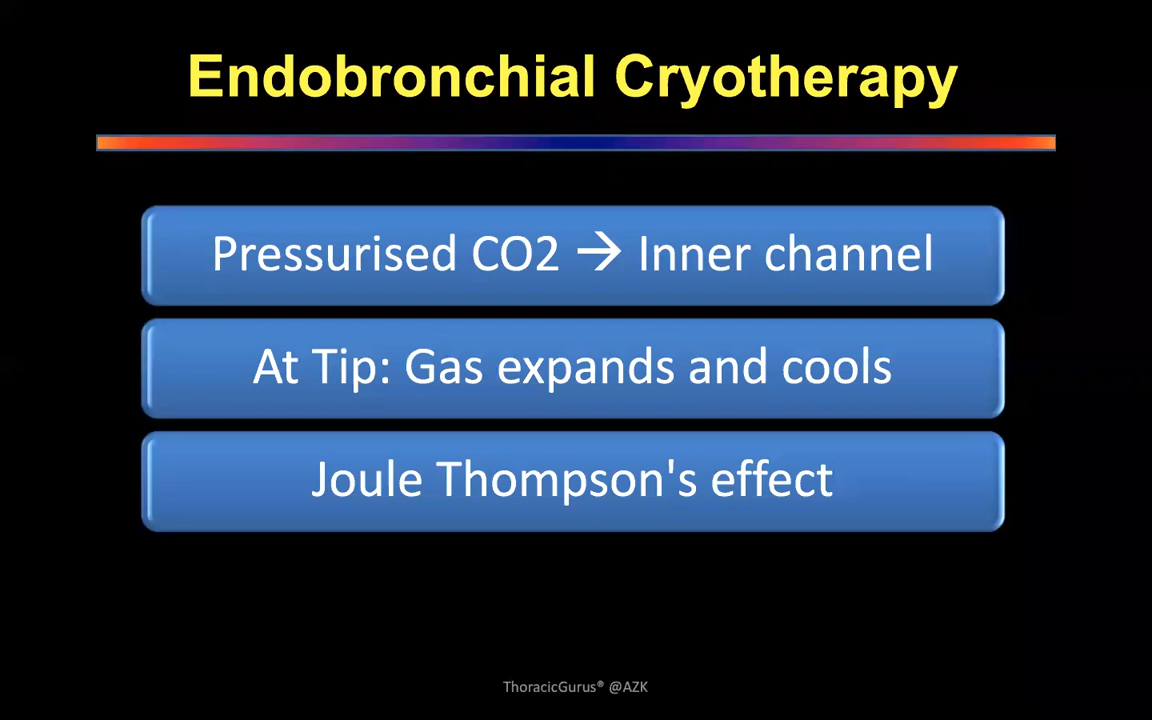 Endobronchial Cryotherapy
Pressurised CO2 → Inner channel
At Tip: Gas expands and cools
Joule Thompson's effect
ThoracicGurus® @AZK